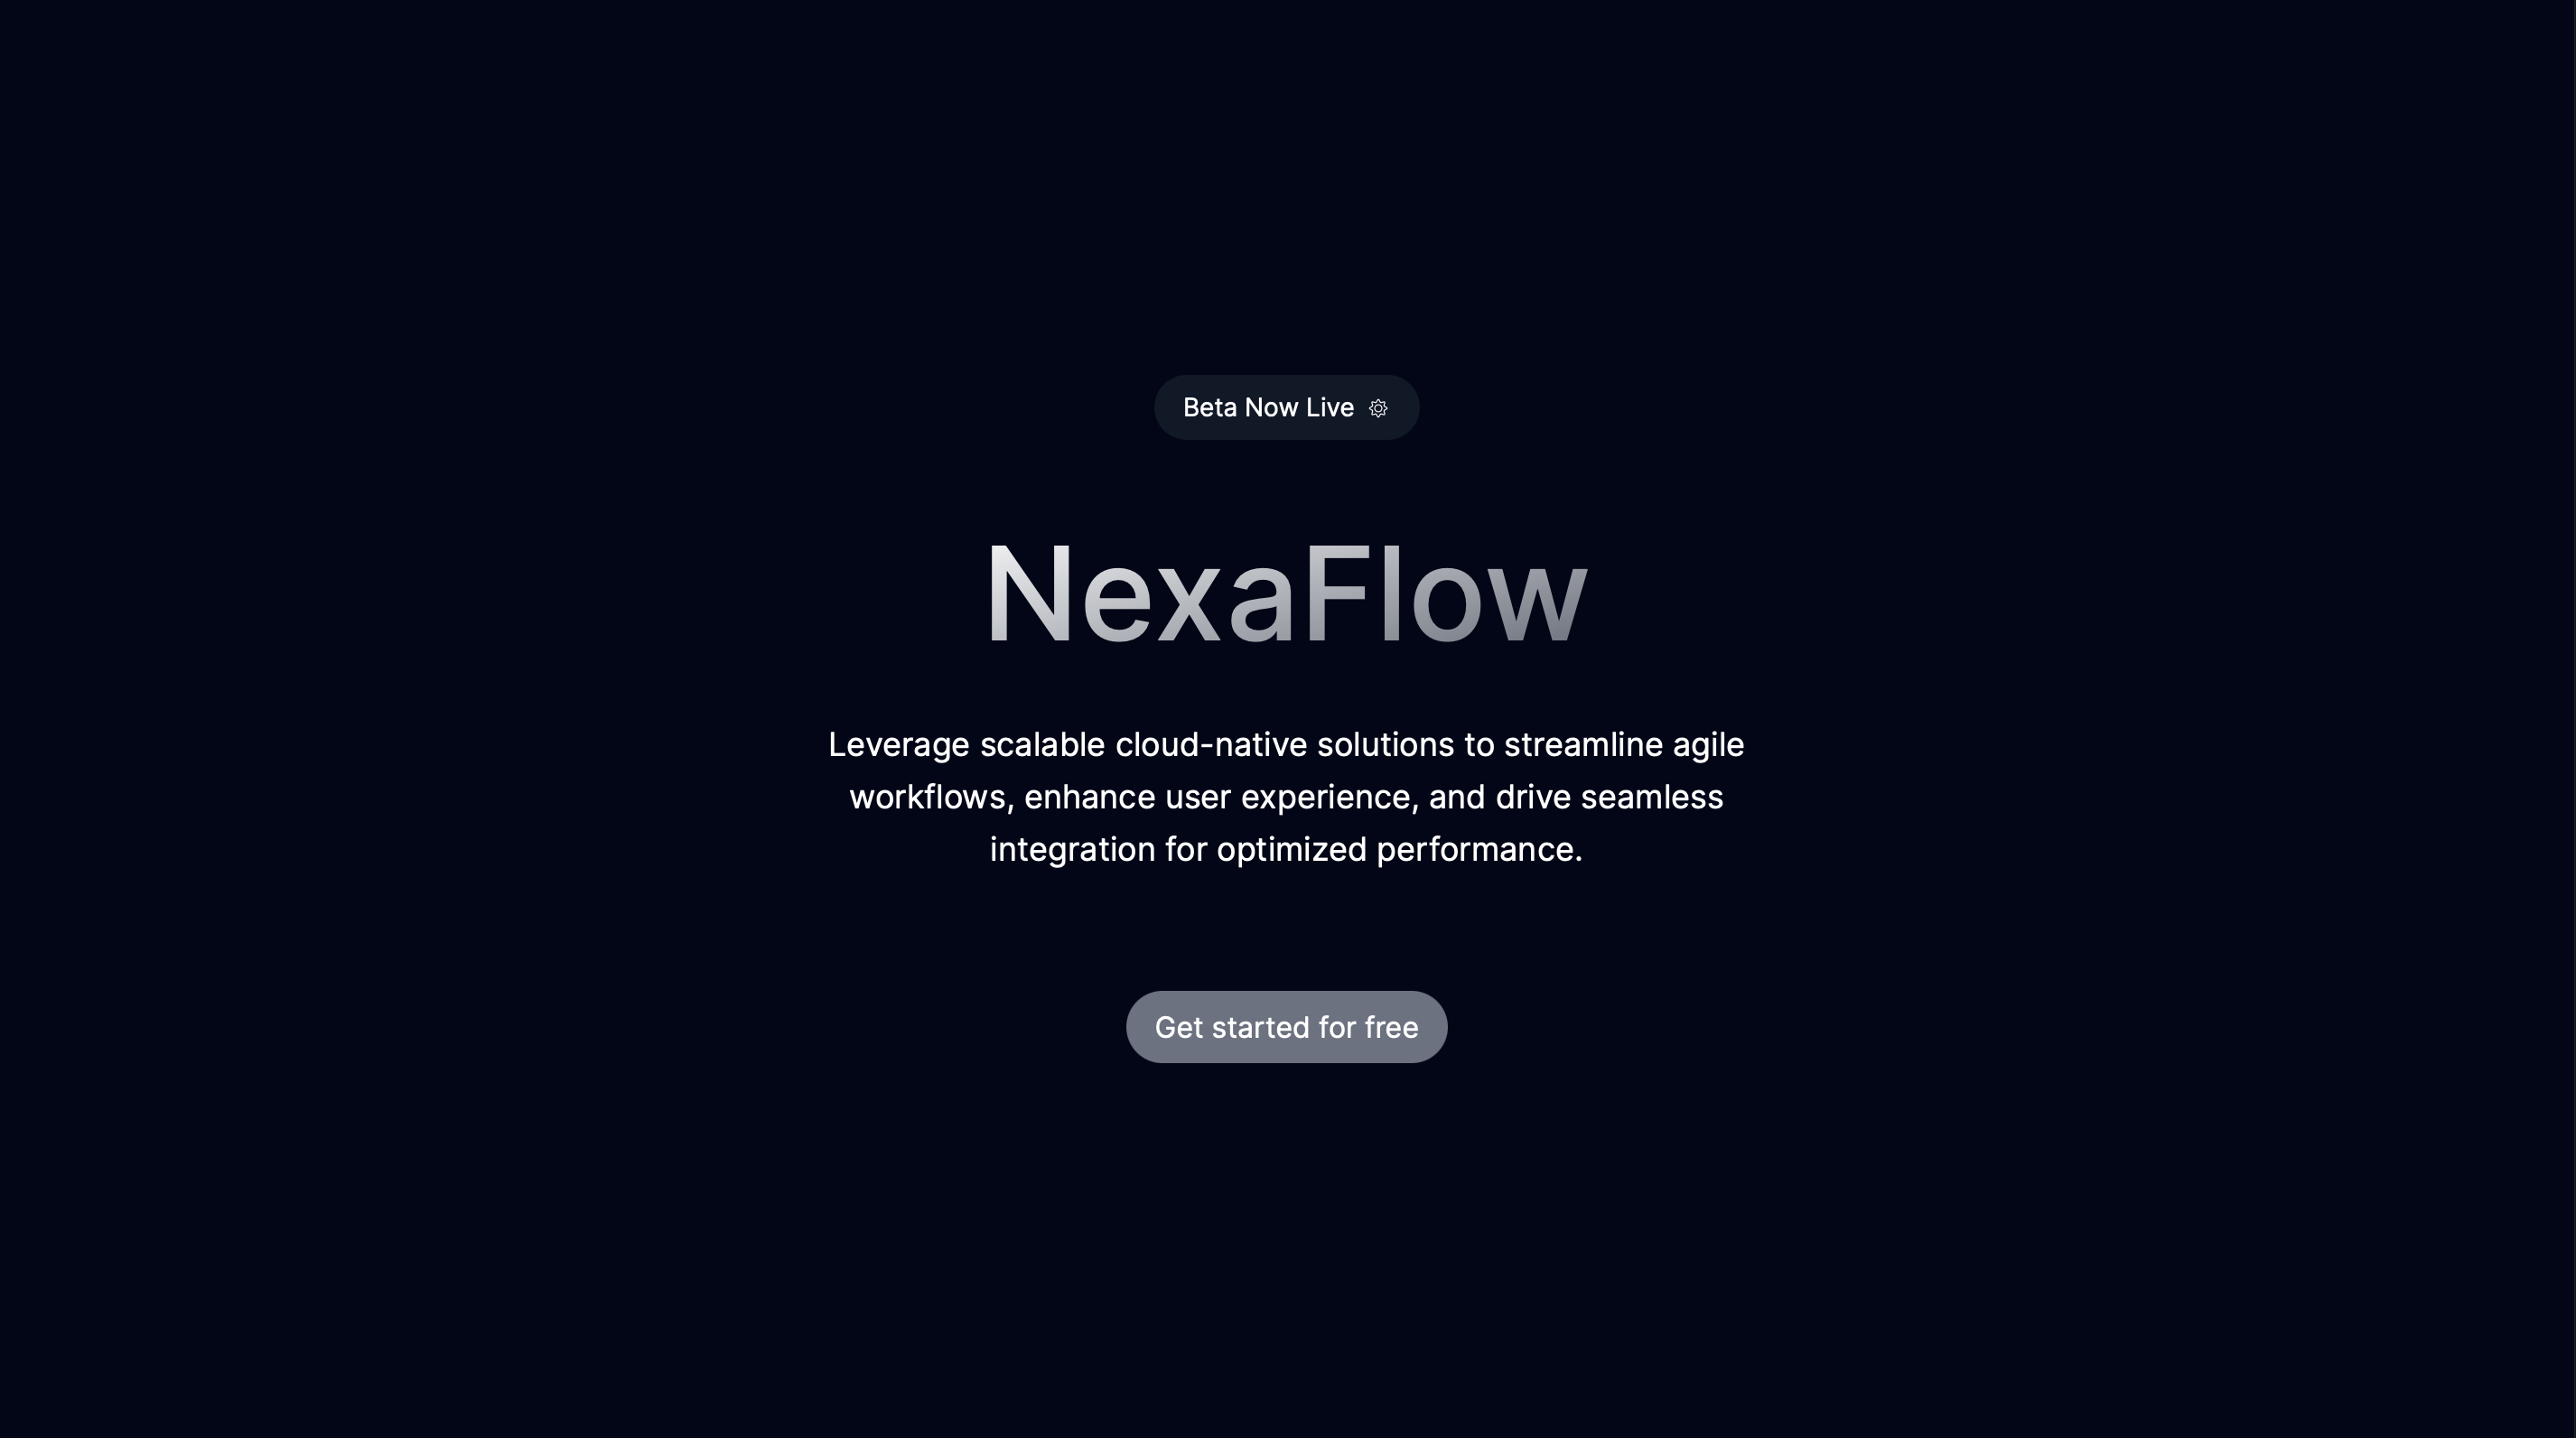 Beta Now Live
NexaFlow
Leverage scalable cloud-native solutions to streamline agile
workflows, enhance user experience, and drive seamless
integration for optimized performance.
Get started for free